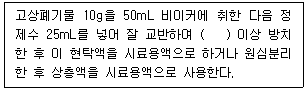 고상폐기물 10g을 50mL 비이커에 취한 다음 정
제수 25mL를 넣어 잘 교반하여 (   ) 이상 방치
한 후 이 현탁액을 시료용액으로 하거나 원심분리
한 후 상층액을 시료용액으로 사용한다.